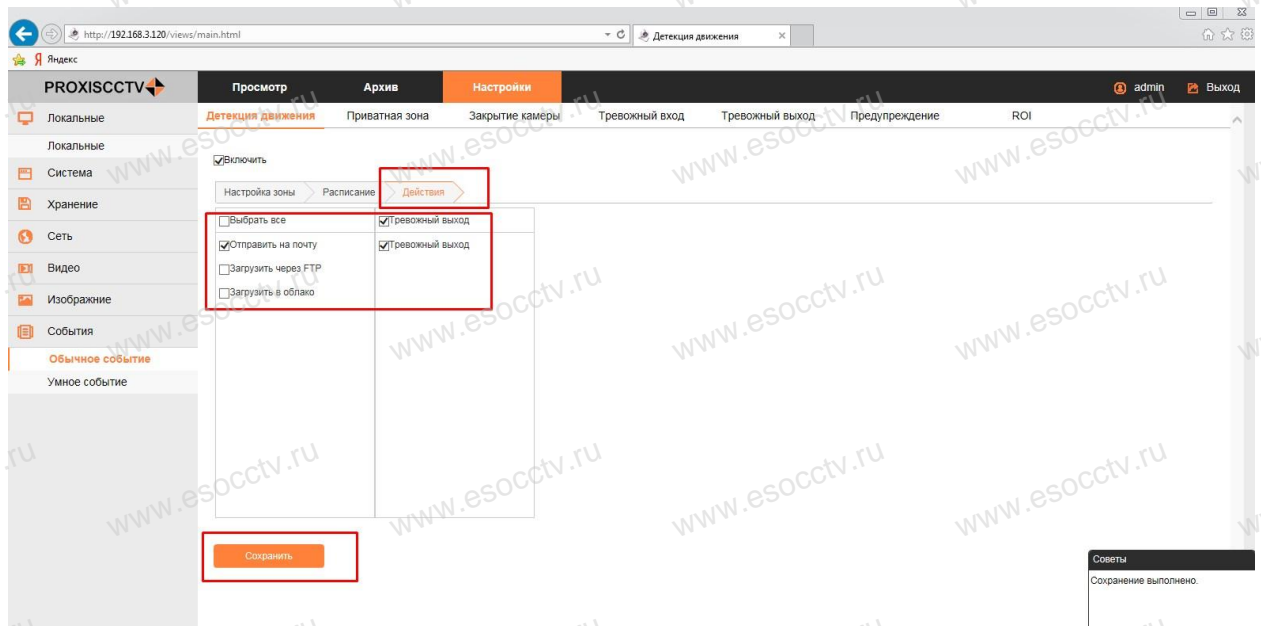 http://192.168.3.120/views/main.html
Детекция движения
Яндекс
PROXISCCTV
Просмотр Архив Настройки admin Выход
Локальные
Детекция движения Приватная зона Закрытие камеры Тревожный вход Тревожный выход Предупреждение ROI
Локальные
Включить
Система
Настройка зоны Расписание Действия
Хранение
Выбрать все Тревожный выход
Сеть
Отправить на почту Тревожный выход
Видео
Загрузить через FTP
Загрузить в облако
Изображние
События
Обычное событие
Умное событие
Сохранить
Советы
Сохранение выполнено.
www.esocctv.ru